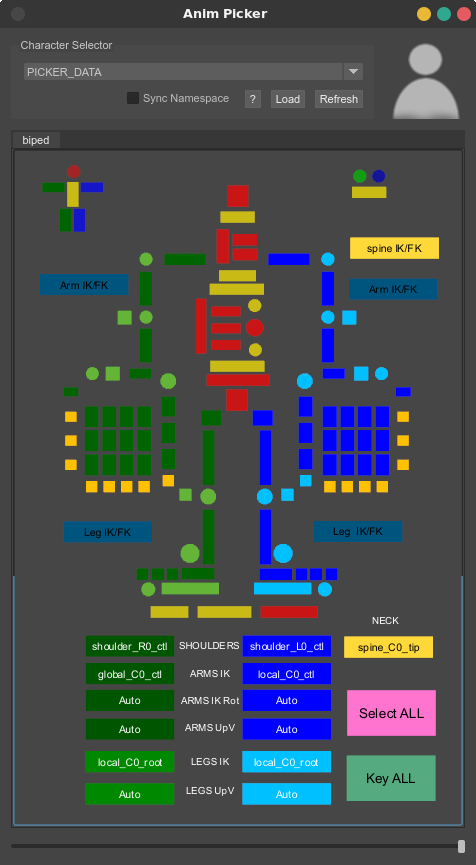 Anim Picker
Character Selector
PICKER_DATA
Sync Namespace
?
Load
Refresh
biped
spine IK/FK
Arm IK/FK
Arm IK/FK
Leg IK/FK
Leg IK/FK
NECK
shoulder_R0_ctl
SHOULDERS
shoulder_L0_ctl
spine_C0_tip
global_C0_ctl
ARMS IK
local_C0_ctl
Auto
ARMS IK Rot
Auto
Select ALL
Auto
ARMS UpV
Auto
local_C0_root
LEGS IK
local_C0_root
Key ALL
Auto
LEGS UpV
Auto